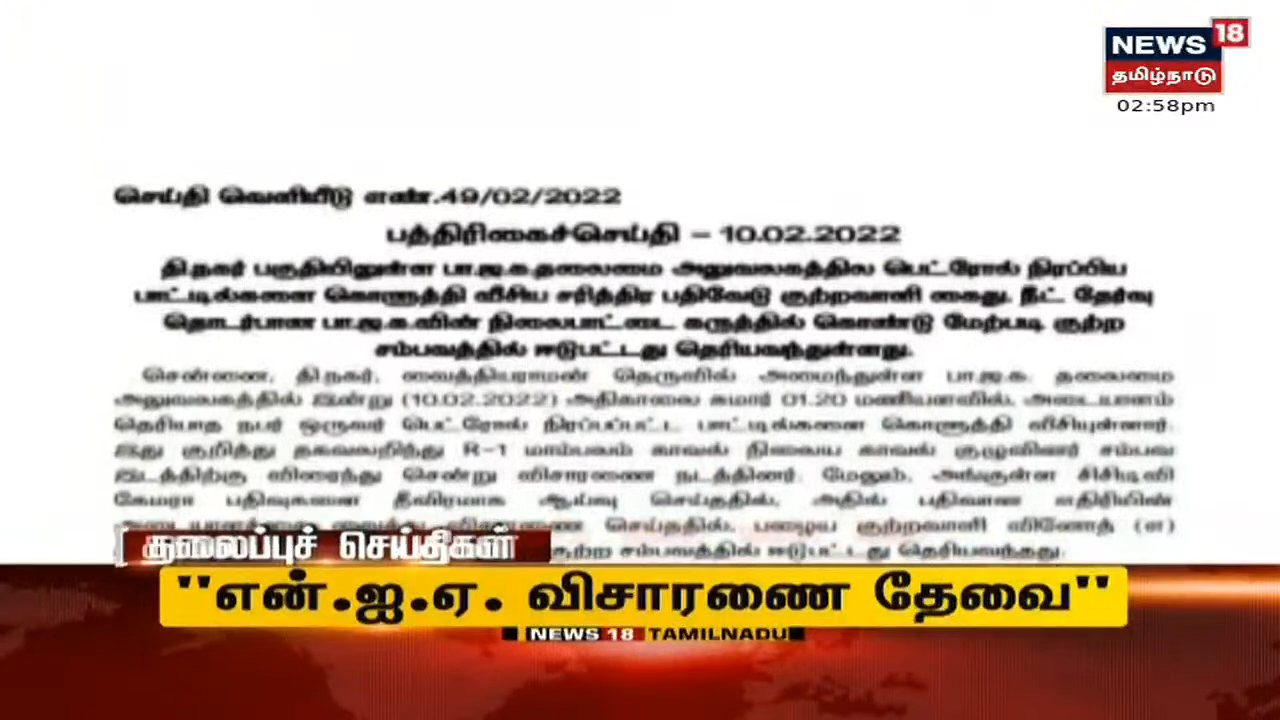 NEWS 18
தமிழ்நாடு
02:58pm
செய்தி வெளியீடு எண்.49/02/2022
பத்திரிகைச்செய்தி – 10.02.2022
தி.நகர் பகுதியிலுள்ள பா.ஜ.க.தலைமை அலுவலகத்தில் பெட்ரோல் நிரப்பிய
பாட்டில்களை கொளுத்தி வீசிய சரித்திர பதிவேடு குற்றவாளி கைது. நீட் தேர்வு
தொடர்பான பா.ஜ.க.வின் நிலைபாட்டை கருத்தில் கொண்டு மேற்படி குற்ற
சம்பவத்தில் ஈடுபட்டது தெரியவந்துள்ளது.
சென்னை, தி.நகர், வைத்தியராமன் தெருவில் அமைந்துள்ள பா.ஜ.க. தலைமை
அலுவலகத்தில் இன்று (10.02.2022) அதிகாலை சுமார் 01.20 மணியளவில், அடையாளம்
தெரியாத நபர் ஒருவர் பெட்ரோல் நிரப்பப்பட்ட பாட்டில்களை கொளுத்தி வீசியுள்ளார்.
இது குறித்து தகவலறிந்து R-1 மாம்பலம் காவல் நிலைய காவல் குழுவினர் சம்பவ
இடத்திற்கு விரைந்து சென்று விசாரணை நடத்தினர். மேலும், அங்குள்ள சிசிடிவி
கேமரா பதிவுகளை தீவிரமாக ஆய்வு செய்ததில், அதில் பதிவான எதிரியின்
செய்ததில், பழைய குற்றவாளி வினோத் (எ)
குற்ற சம்பவத்தில் ஈடுபட்டது தெரியவந்தது.
தலைப்புச் செய்திகள்
"என்.ஐ.ஏ. விசாரணை தேவை"
NEWS 18 TAMILNADU